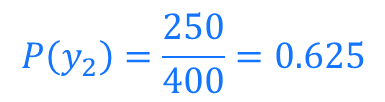 P(y₂) = 250/400 = 0.625